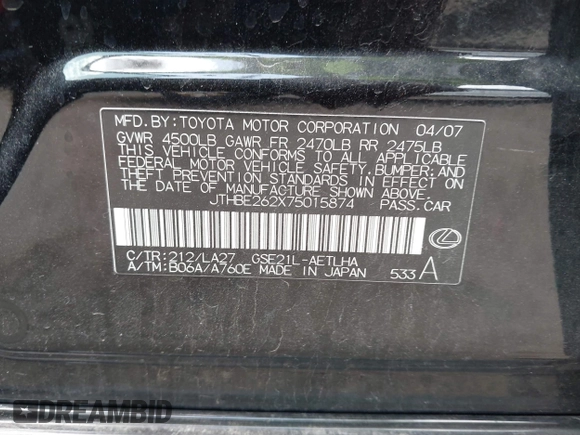 MFD.BY:TOYOTA MOTOR CORPORATION 04/07
GVWR 4500LB GAWR FR 2470LB RR 2475LB
THIS VEHICLE CONFORMS TO ALL APPLICABLE
FEDERAL MOTOR VEHICLE SAFETY,BUMPER,AND
THEFT PREVENTION STANDARDS IN EFFECT ON
THE DATE OF MANUFACTURE SHOWN ABOVE.
JTHBE262X75015874 PASS.CAR
C/TR:212/LA27 GSE21L-AETLHA
A/TM:B06A/A760E MADE IN JAPAN 533 A
DREAMBID